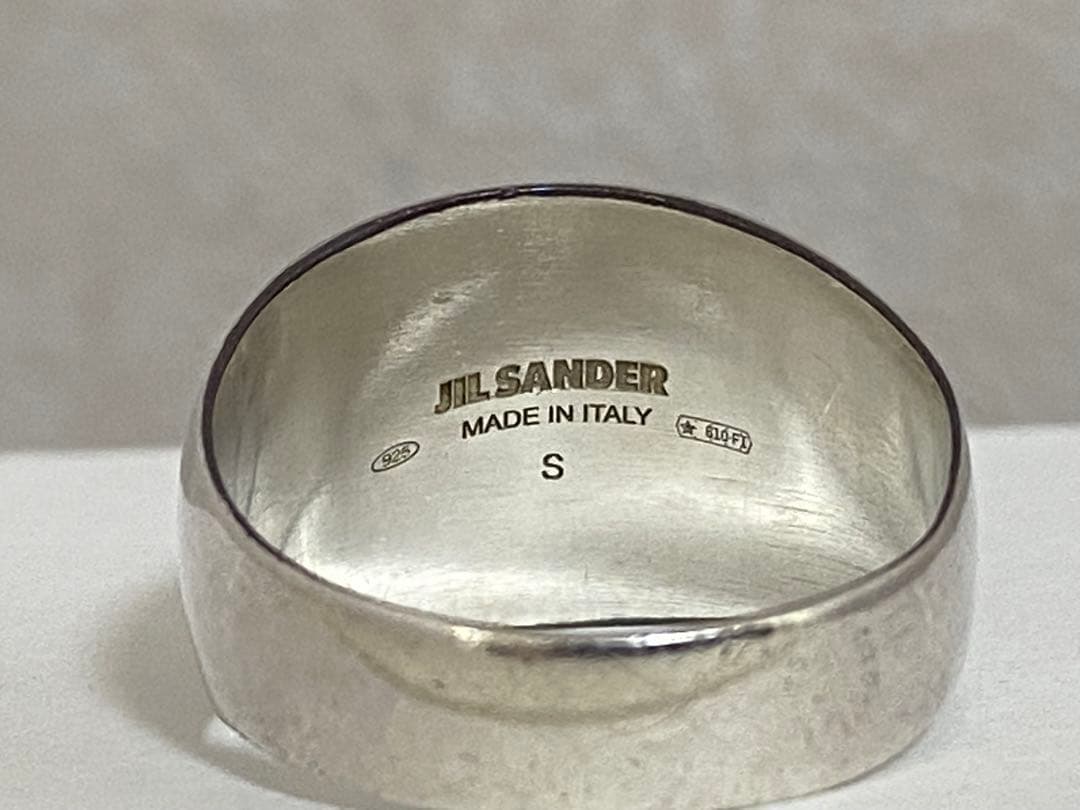 JIL SANDER
MADE IN ITALY
925
★ 610 FI
S